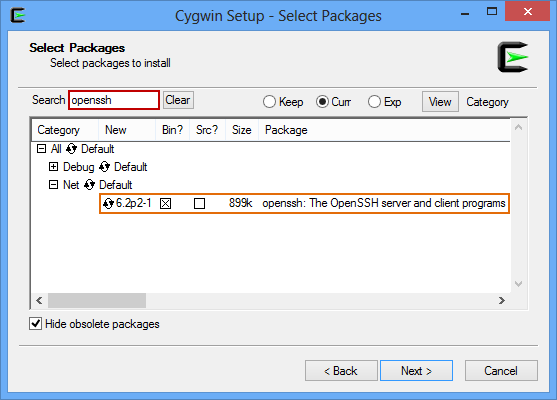 Cygwin Setup - Select Packages
Select Packages
Select packages to install
Search openssh Clear Keep Curr Exp View Category
Category New Bin? Src? Size Package
All Default
Debug Default
Net Default
6.2p2-1 899k openssh: The OpenSSH server and client programs
Hide obsolete packages
< Back Next > Cancel